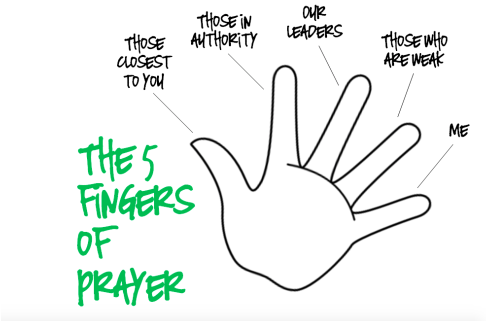 THOSE
CLOSEST
TO YOU
THOSE IN
AUTHORITY
OUR
LEADERS
THOSE WHO
ARE WEAK
ME
THE 5
FINGERS
OF
PRAYER